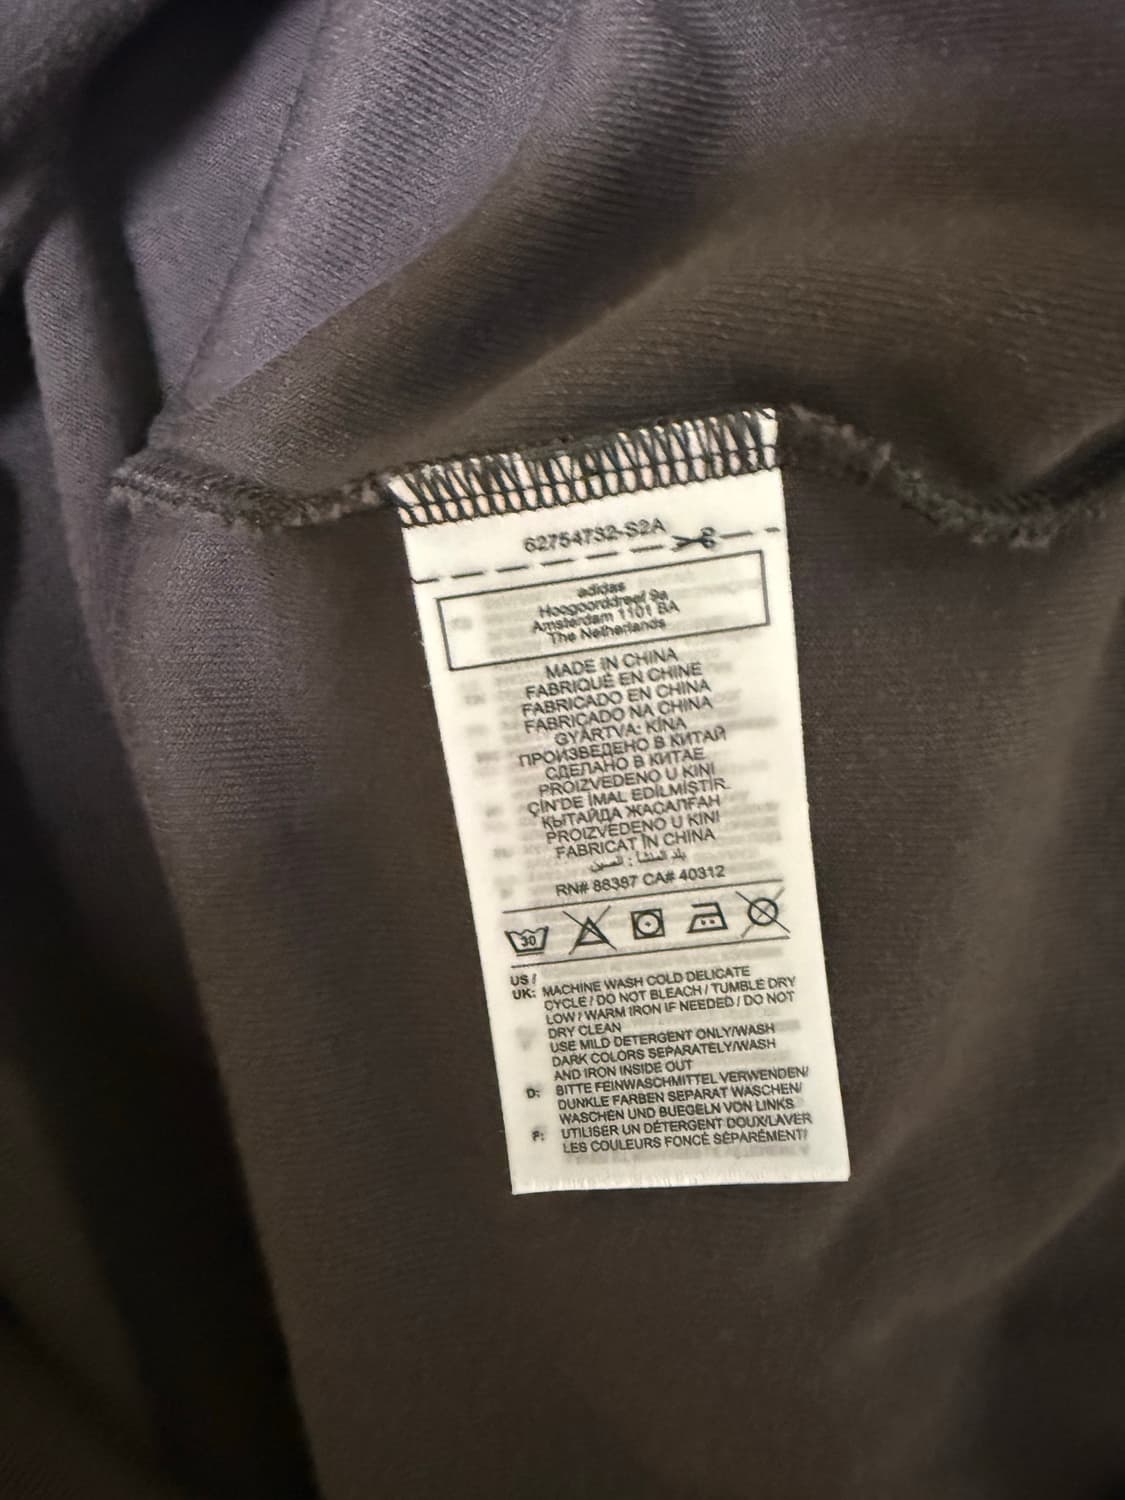 62754732-S2A
adidas
Hoogoorddreef 9a
Amsterdam 1101 BA
The Netherlands
MADE IN CHINA
FABRIQUÉ EN CHINE
FABRICADO EN CHINA
FABRICADO NA CHINA
GYÁRTVA: KÍNA
ПРОИЗВЕДЕНО В КИТАЙ
СДЕЛАНО В КИТАЕ
PROIZVEDENO U KINI
ÇİN'DE İMAL EDİLMİŞTİR.
ҚЫТАЙДА ЖАСАЛҒАН
PROIZVEDENO U KINI
FABRICAT ÎN CHINA
بلد المنشأ : الصين
RN# 88387 CA# 40312
30
US /
UK: MACHINE WASH COLD DELICATE
CYCLE / DO NOT BLEACH / TUMBLE DRY
LOW / WARM IRON IF NEEDED / DO NOT
DRY CLEAN
USE MILD DETERGENT ONLY/WASH
DARK COLORS SEPARATELY/WASH
AND IRON INSIDE OUT
D: BITTE FEINWASCHMITTEL VERWENDEN/
DUNKLE FARBEN SEPARAT WASCHEN/
WASCHEN UND BUEGELN VON LINKS
F: UTILISER UN DÉTERGENT DOUX/LAVER
LES COULEURS FONCÉ SÉPARÉMENT/